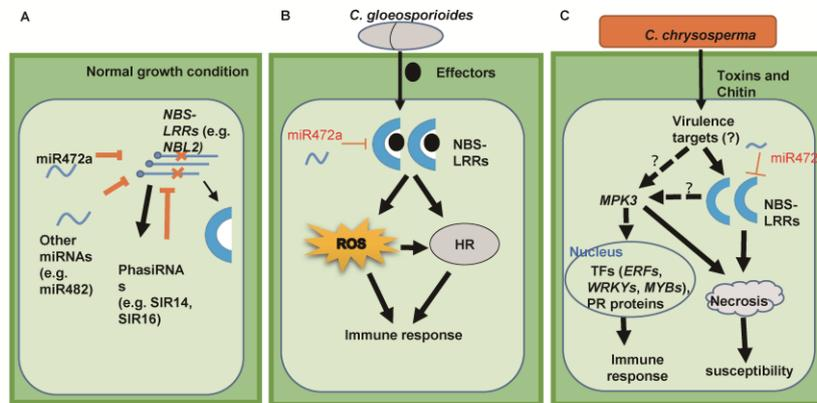 A
Normal growth condition
NBS-
LRRs (e.g.
NBL2)
miR472a
Other
miRNAs
(e.g.
miR482)
PhasiRNA
s
(e.g. SIR14,
SIR16)
B
C. gloeosporioides
Effectors
miR472a
NBS-
LRRs
ROS
HR
Immune response
C
C. chrysosperma
Toxins and
Chitin
Virulence
targets (?)
miR472
?
?
MPK3
NBS-
LRRs
Nucleus
TFs (ERFs,
WRKYs, MYBs),
PR proteins
Necrosis
Immune
response
susceptibility